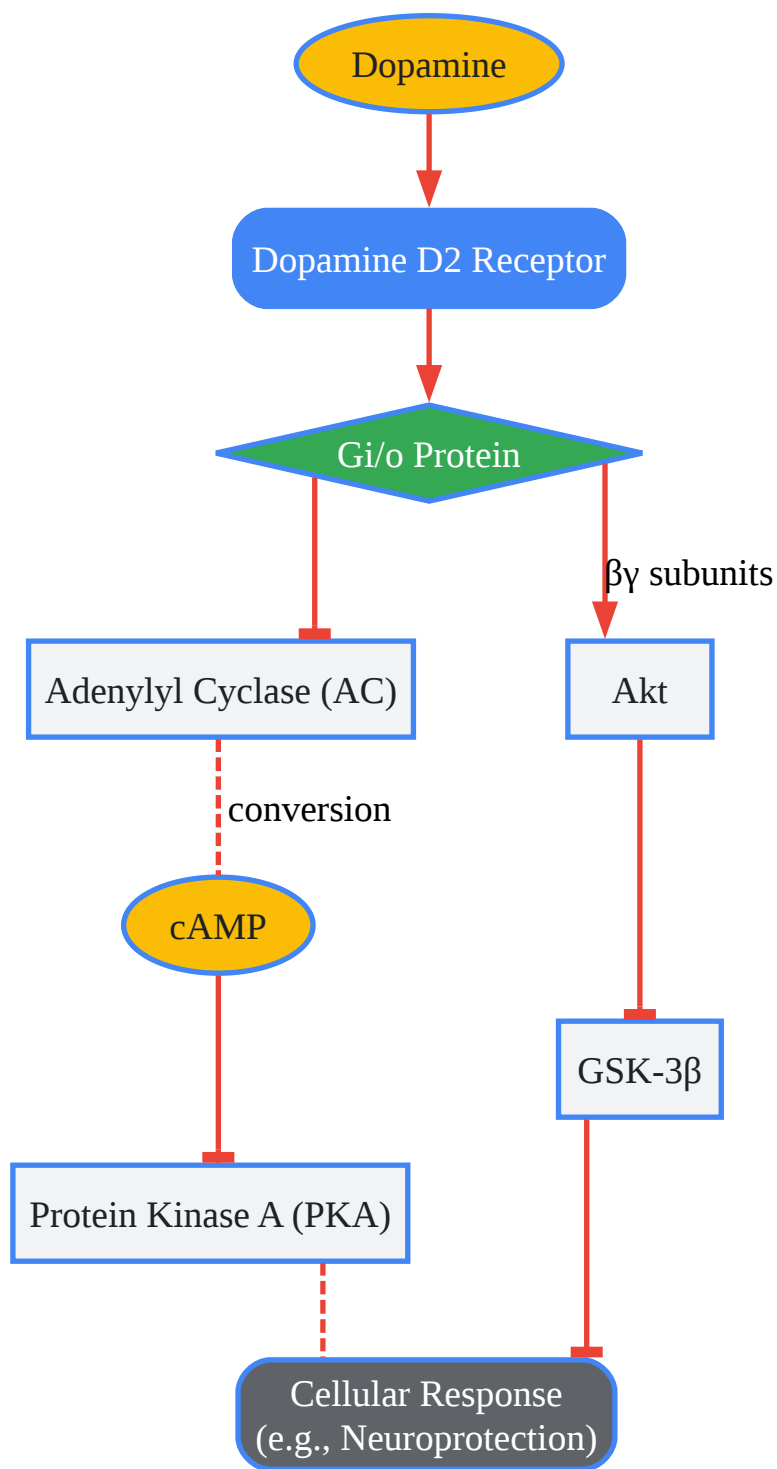 Dopamine
Dopamine D2 Receptor
Gi/o Protein
βγ subunits
Adenylyl Cyclase (AC)
Akt
conversion
cAMP
GSK-3β
Protein Kinase A (PKA)
Cellular Response
(e.g., Neuroprotection)